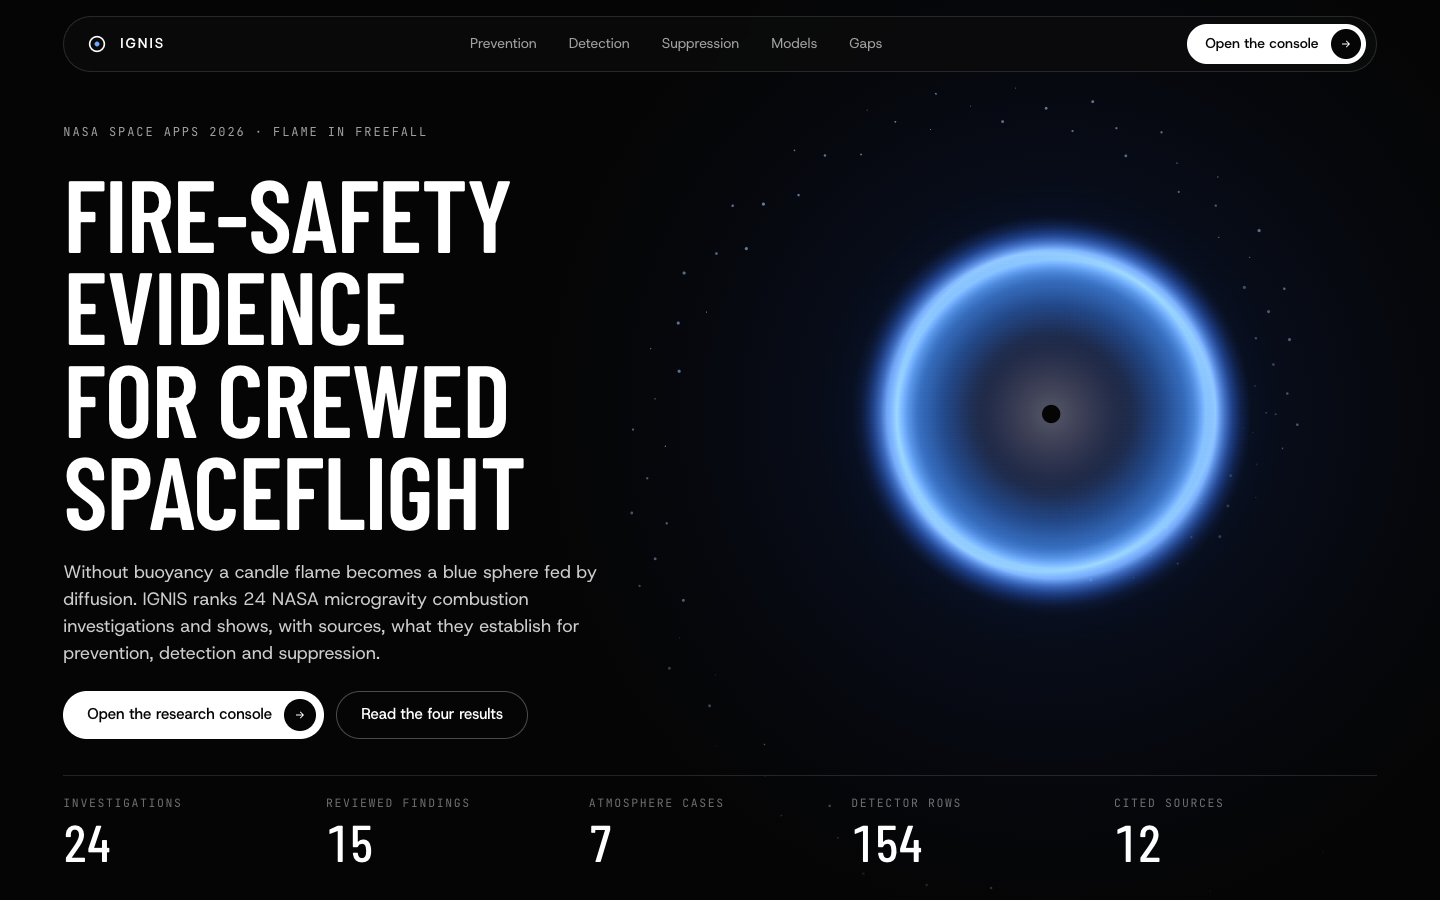 IGNIS
Prevention Detection Suppression Models Gaps
Open the console →
NASA SPACE APPS 2026 · FLAME IN FREEFALL
FIRE-SAFETY
EVIDENCE
FOR CREWED
SPACEFLIGHT
Without buoyancy a candle flame becomes a blue sphere fed by
diffusion. IGNIS ranks 24 NASA microgravity combustion
investigations and shows, with sources, what they establish for
prevention, detection and suppression.
Open the research console →
Read the four results
INVESTIGATIONS
24
REVIEWED FINDINGS
15
ATMOSPHERE CASES
7
DETECTOR ROWS
154
CITED SOURCES
12